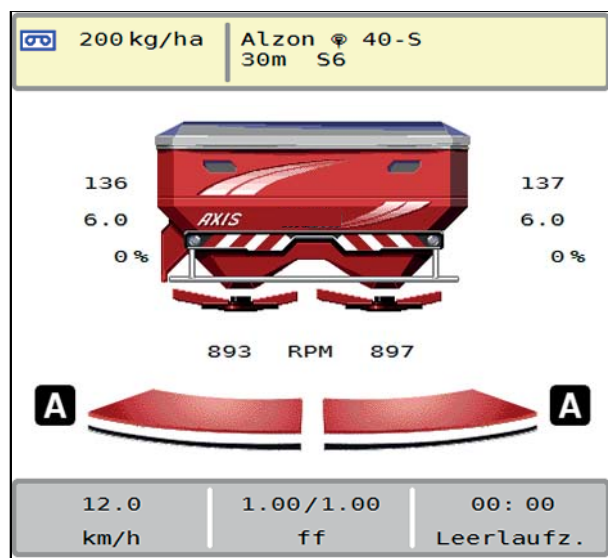 200 kg/ha
Alzon 40-S
30m S6
136
137
6.0
AXIS
6.0
0 %
0 %
893 RPM 897
A
A
12.0
1.00/1.00
00: 00
km/h
ff
Leerlaufz.